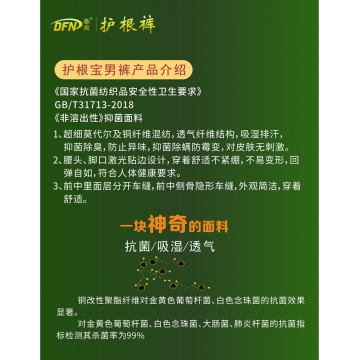 DFN 帝奥 护根裤
护根宝男裤产品介绍
《国家抗菌纺织品安全性卫生要求》
GB/T31713-2018
《非溶出性》抑菌面料
1、超细莫代尔及铜纤维混纺,透气纤维结构,吸湿排汗,
抑菌除臭,防止异味,抑菌除螨防霉变,对皮肤无刺激。
2、腰头、脚口激光贴边设计,穿着舒适不紧绷,不易变形,回
弹自如,符合人体健康要求。
3、前中里面层分开车缝,前中侧骨隐形车缝,外观简洁,穿着
舒适。
一块神奇的面料
抗菌/吸湿/透气
铜改性聚酯纤维对金黄色葡萄杆菌、白色念珠菌的抗菌效果
显著。
对金黄色葡萄杆菌、白色念珠菌、大肠菌、肺炎杆菌的抗菌指
标检测其杀菌率为99%